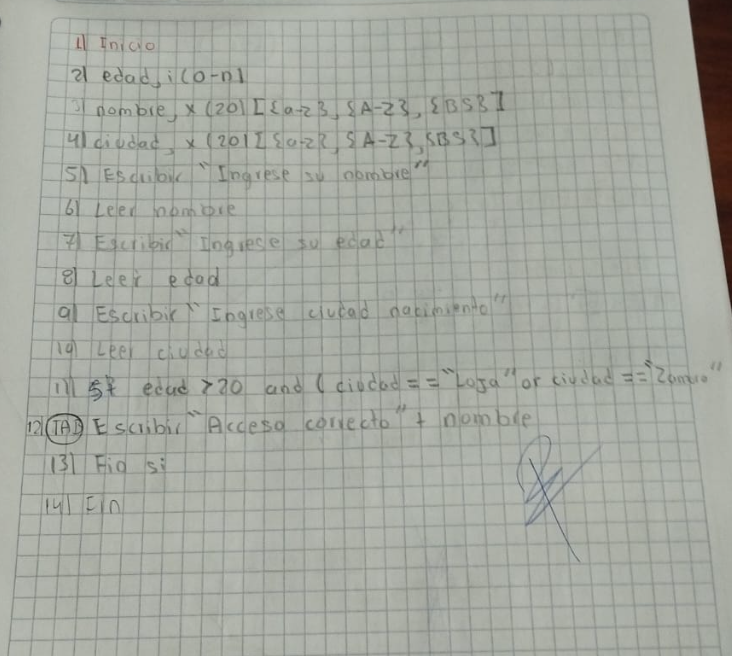 1) Inicio
2) edad, i (0-n)
3) nombre, x (20) [{a-z}, {A-Z}, {BS}]
4) ciudad, x (20) [{a-z}, {A-Z}, {BS}]
5) Escribir "Ingrese su nombre"
6) Leer nombre
7) Escribir "Ingrese su edad"
8) Leer edad
9) Escribir "Ingrese ciudad nacimiento"
10) Leer ciudad
11) Si edad > 20 and (ciudad == "Loja" or ciudad == "Zamora"
12) TAB Escribir "Acceso correcto" + nombre
13) Fin si
14) Fin